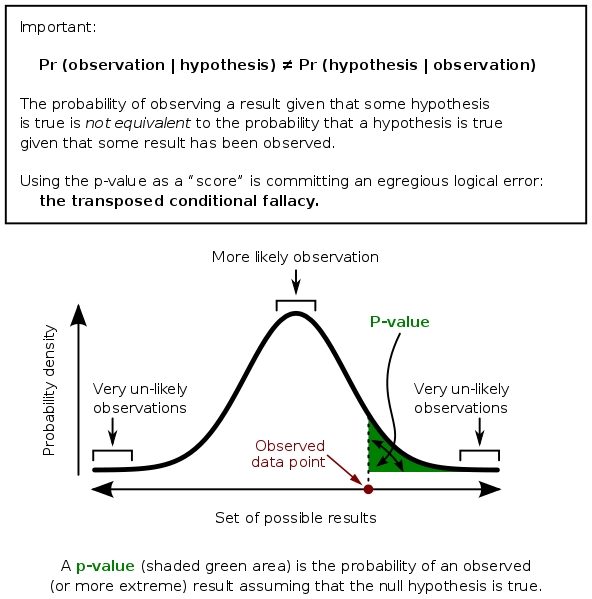 Important:
Pr (observation | hypothesis) ≠ Pr (hypothesis | observation)
The probability of observing a result given that some hypothesis
is true is not equivalent to the probability that a hypothesis is true
given that some result has been observed.
Using the p-value as a “score” is committing an egregious logical error:
the transposed conditional fallacy.
More likely observation
P-value
Probability density
Very un-likely
observations
Very un-likely
observations
Observed
data point
Set of possible results
A p-value (shaded green area) is the probability of an observed
(or more extreme) result assuming that the null hypothesis is true.